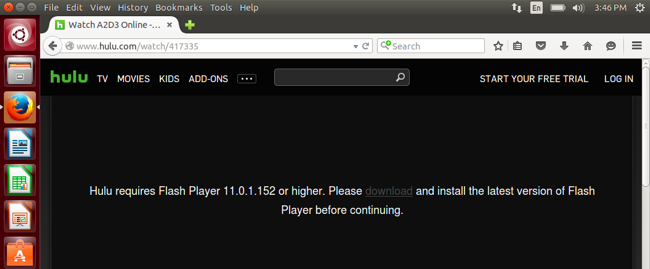 File Edit View History Bookmarks Tools Help En 3:46 PM
Watch A2D3 Online -...
www.hulu.com/watch/417335 Search
hulu TV MOVIES KIDS ADD-ONS START YOUR FREE TRIAL LOG IN
Hulu requires Flash Player 11.0.1.152 or higher. Please download and install the latest version of Flash
Player before continuing.